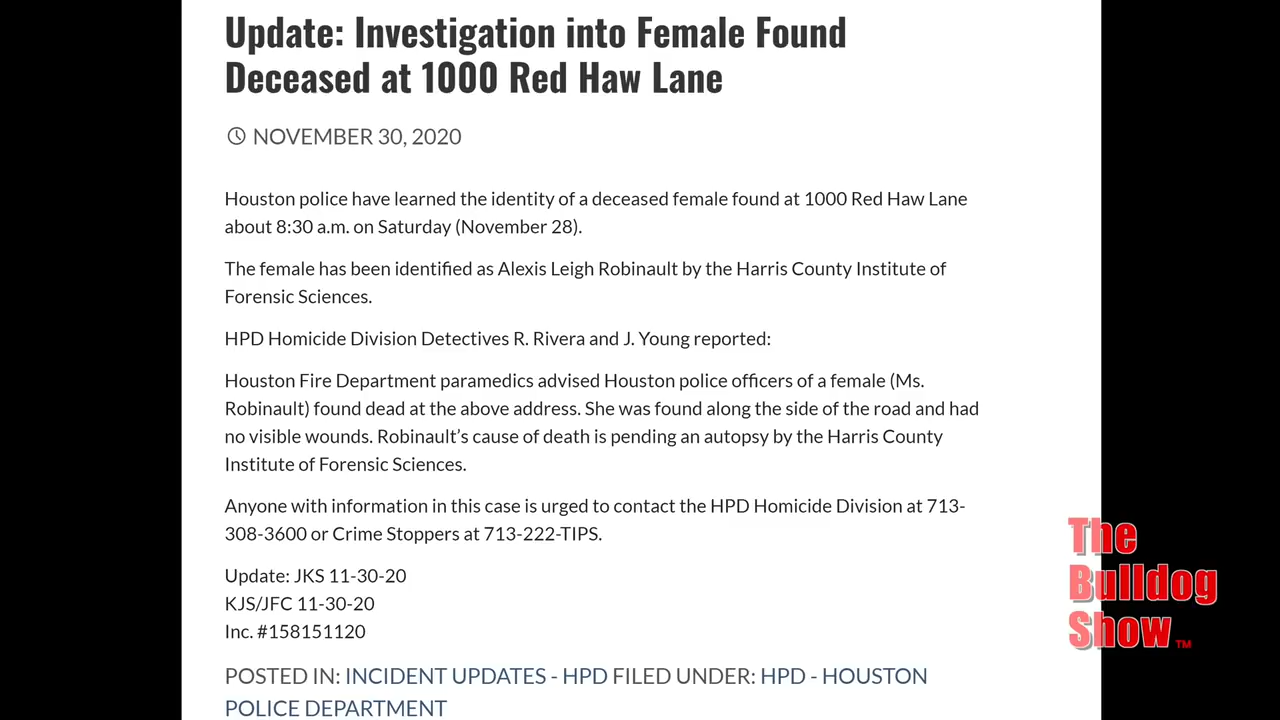 Update: Investigation into Female Found
Deceased at 1000 Red Haw Lane
NOVEMBER 30, 2020
Houston police have learned the identity of a deceased female found at 1000 Red Haw Lane
about 8:30 a.m. on Saturday (November 28).
The female has been identified as Alexis Leigh Robinault by the Harris County Institute of
Forensic Sciences.
HPD Homicide Division Detectives R. Rivera and J. Young reported:
Houston Fire Department paramedics advised Houston police officers of a female (Ms.
Robinault) found dead at the above address. She was found along the side of the road and had
no visible wounds. Robinault’s cause of death is pending an autopsy by the Harris County
Institute of Forensic Sciences.
Anyone with information in this case is urged to contact the HPD Homicide Division at 713-
308-3600 or Crime Stoppers at 713-222-TIPS.
Update: JKS 11-30-20
KJS/JFC 11-30-20
Inc. #158151120
POSTED IN: INCIDENT UPDATES - HPD FILED UNDER: HPD - HOUSTON
POLICE DEPARTMENT
The
Bulldog
Show™